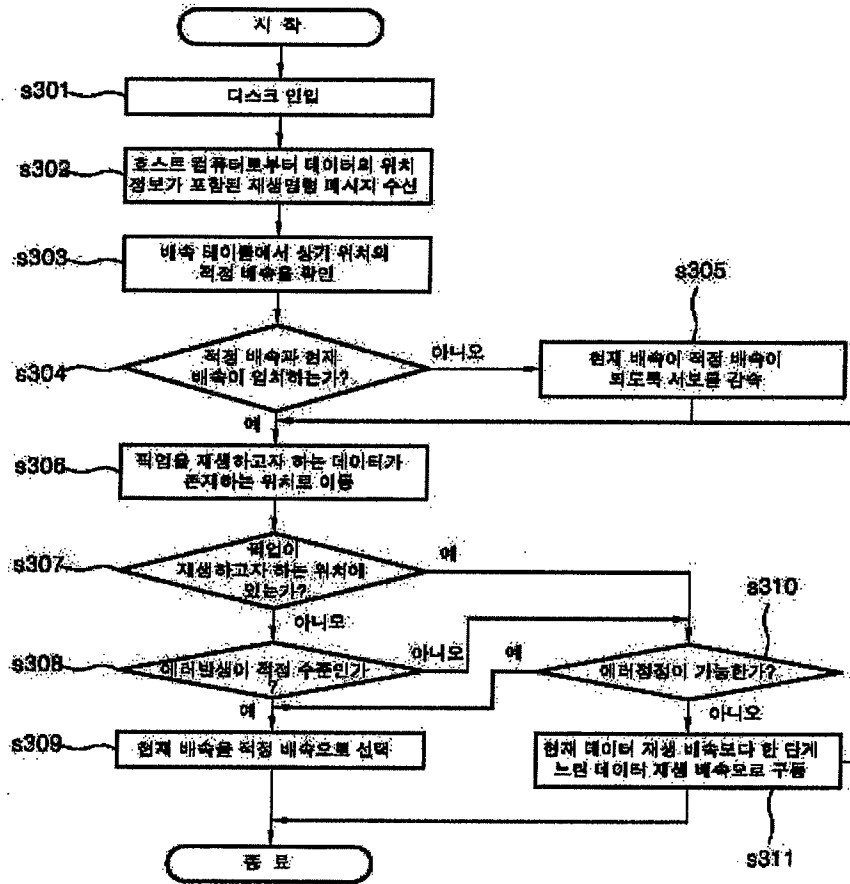 시 작
s301
디스크 인입
s302
호스트 컴퓨터로부터 데이터의 위치
정보가 포함된 재생명령 메시지 수신
s303
배속 테이블에서 상기 위치의
적정 배속을 확인
s305
s304
적정 배속과 현재
배속이 일치하는가?
아니오
현재 배속이 적정 배속이
되도록 서보를 감속
예
s306
픽업을 재생하고자 하는 데이터가
존재하는 위치로 이동
s307
픽업이
재생하고자 하는 위치에
있는가?
예
s310
아니오
s308
에러발생이 적정 수준인가
?
아니오
예
에러정정이 가능한가?
예
아니오
s309
현재 배속을 적정 배속으로 선택
현재 데이터 재생 배속보다 한 단계
느린 데이터 재생 배속으로 구동
s311
종 료